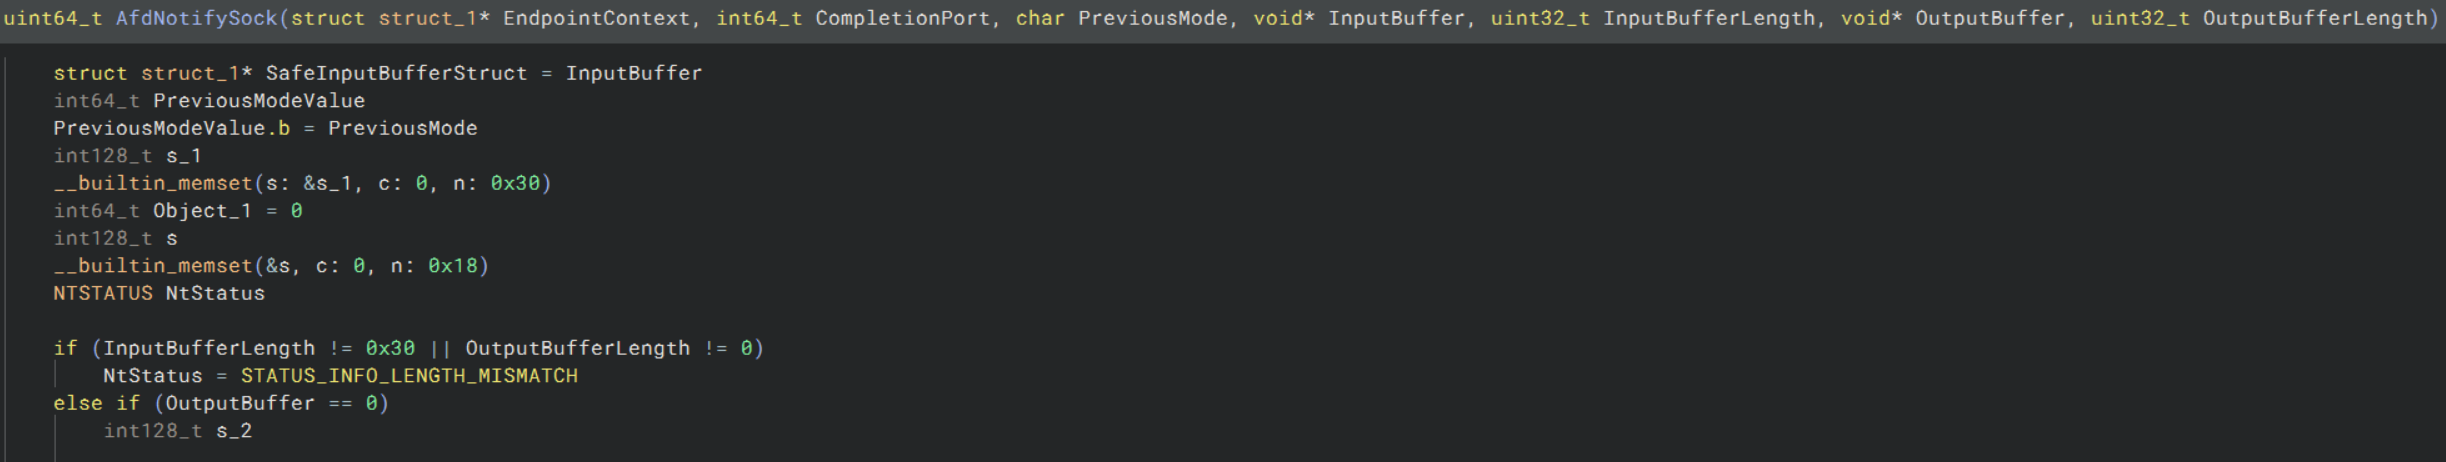 uint64_t AfdNotifySock(struct struct_1* EndpointContext, int64_t CompletionPort, char PreviousMode, void* InputBuffer, uint32_t InputBufferLength, void* OutputBuffer, uint32_t OutputBufferLength)
struct struct_1* SafeInputBufferStruct = InputBuffer
int64_t PreviousModeValue
PreviousModeValue.b = PreviousMode
int128_t s_1
__builtin_memset(s: &s_1, c: 0, n: 0x30)
int64_t Object_1 = 0
int128_t s
__builtin_memset(&s, c: 0, n: 0x18)
NTSTATUS NtStatus
if (InputBufferLength != 0x30 || OutputBufferLength != 0)
NtStatus = STATUS_INFO_LENGTH_MISMATCH
else if (OutputBuffer == 0)
int128_t s_2